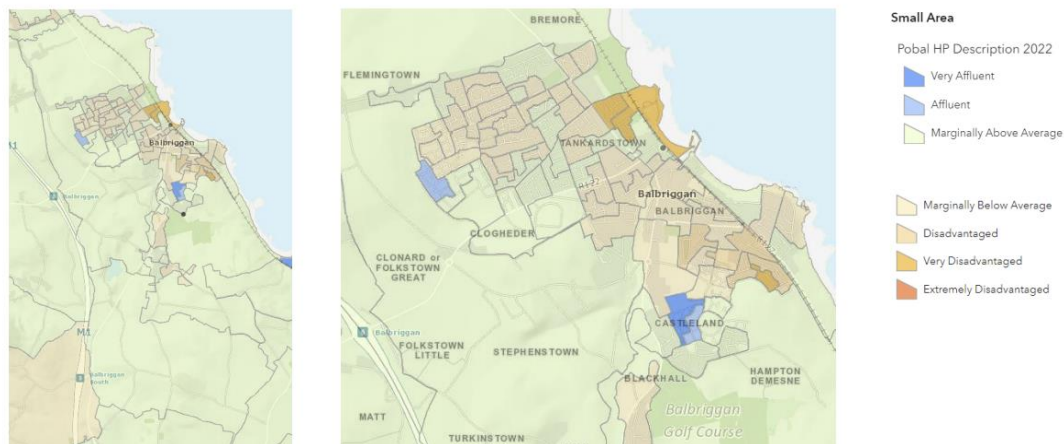 M1
Balbriggan
Balbriggan
M1
Balbriggan
South
BREMORE
FLEMINGTOWN
TANKARDSTOWN
R122
Balbriggan
BALBRIGGAN
CLOGHEDER
CLONARD or
FOLKSTOWN
GREAT
Balbriggan
CASTLELAND
FOLKSTOWN
LITTLE
STEPHENSTOWN
HAMPTON
DEMESNE
BLACKHALL
MATT
Balbriggan
Golf Course
TURKINSTOWN
Small Area
Pobal HP Description 2022
Very Affluent
Affluent
Marginally Above Average
Marginally Below Average
Disadvantaged
Very Disadvantaged
Extremely Disadvantaged